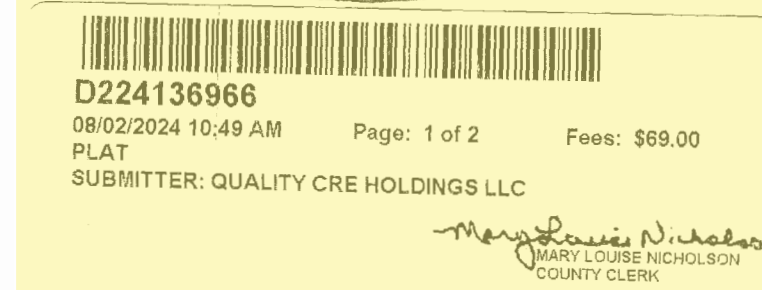 D224136966
08/02/2024 10:49 AM Page: 1 of 2 Fees: $69.00
PLAT
SUBMITTER: QUALITY CRE HOLDINGS LLC
Mary Louise Nicholson
MARY LOUISE NICHOLSON
COUNTY CLERK